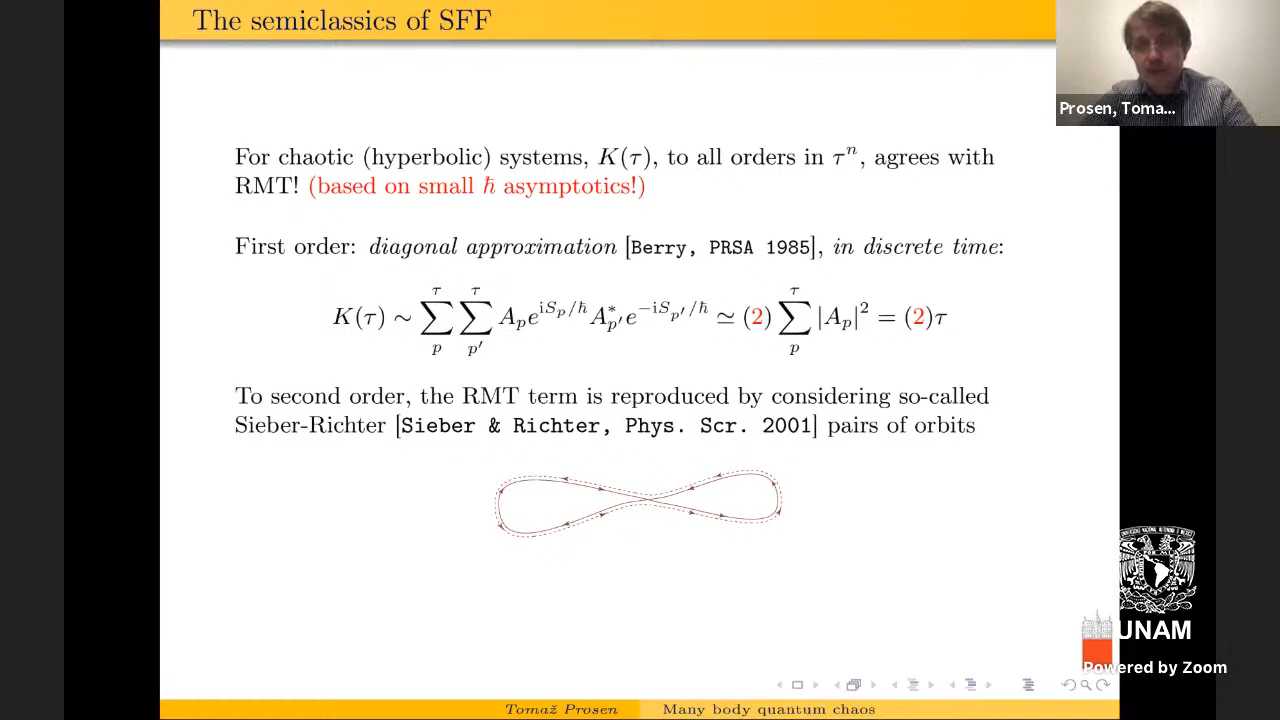 The semiclassics of SFF
Prosen, Toma...
For chaotic (hyperbolic) systems, K(τ), to all orders in τⁿ, agrees with
RMT! (based on small ℏ asymptotics!)
First order: diagonal approximation [Berry, PRSA 1985], in discrete time:
K(τ) ∼ ∑_p^τ ∑_{p′}^τ A_p e^{iS_p/ℏ} A*_{p′} e^{−iS_{p′}/ℏ} ≃ (2) ∑_p^τ |A_p|² = (2)τ
To second order, the RMT term is reproduced by considering so-called
Sieber-Richter [Sieber & Richter, Phys. Scr. 2001] pairs of orbits
UNAM
Powered by Zoom
Tomaž Prosen Many body quantum chaos